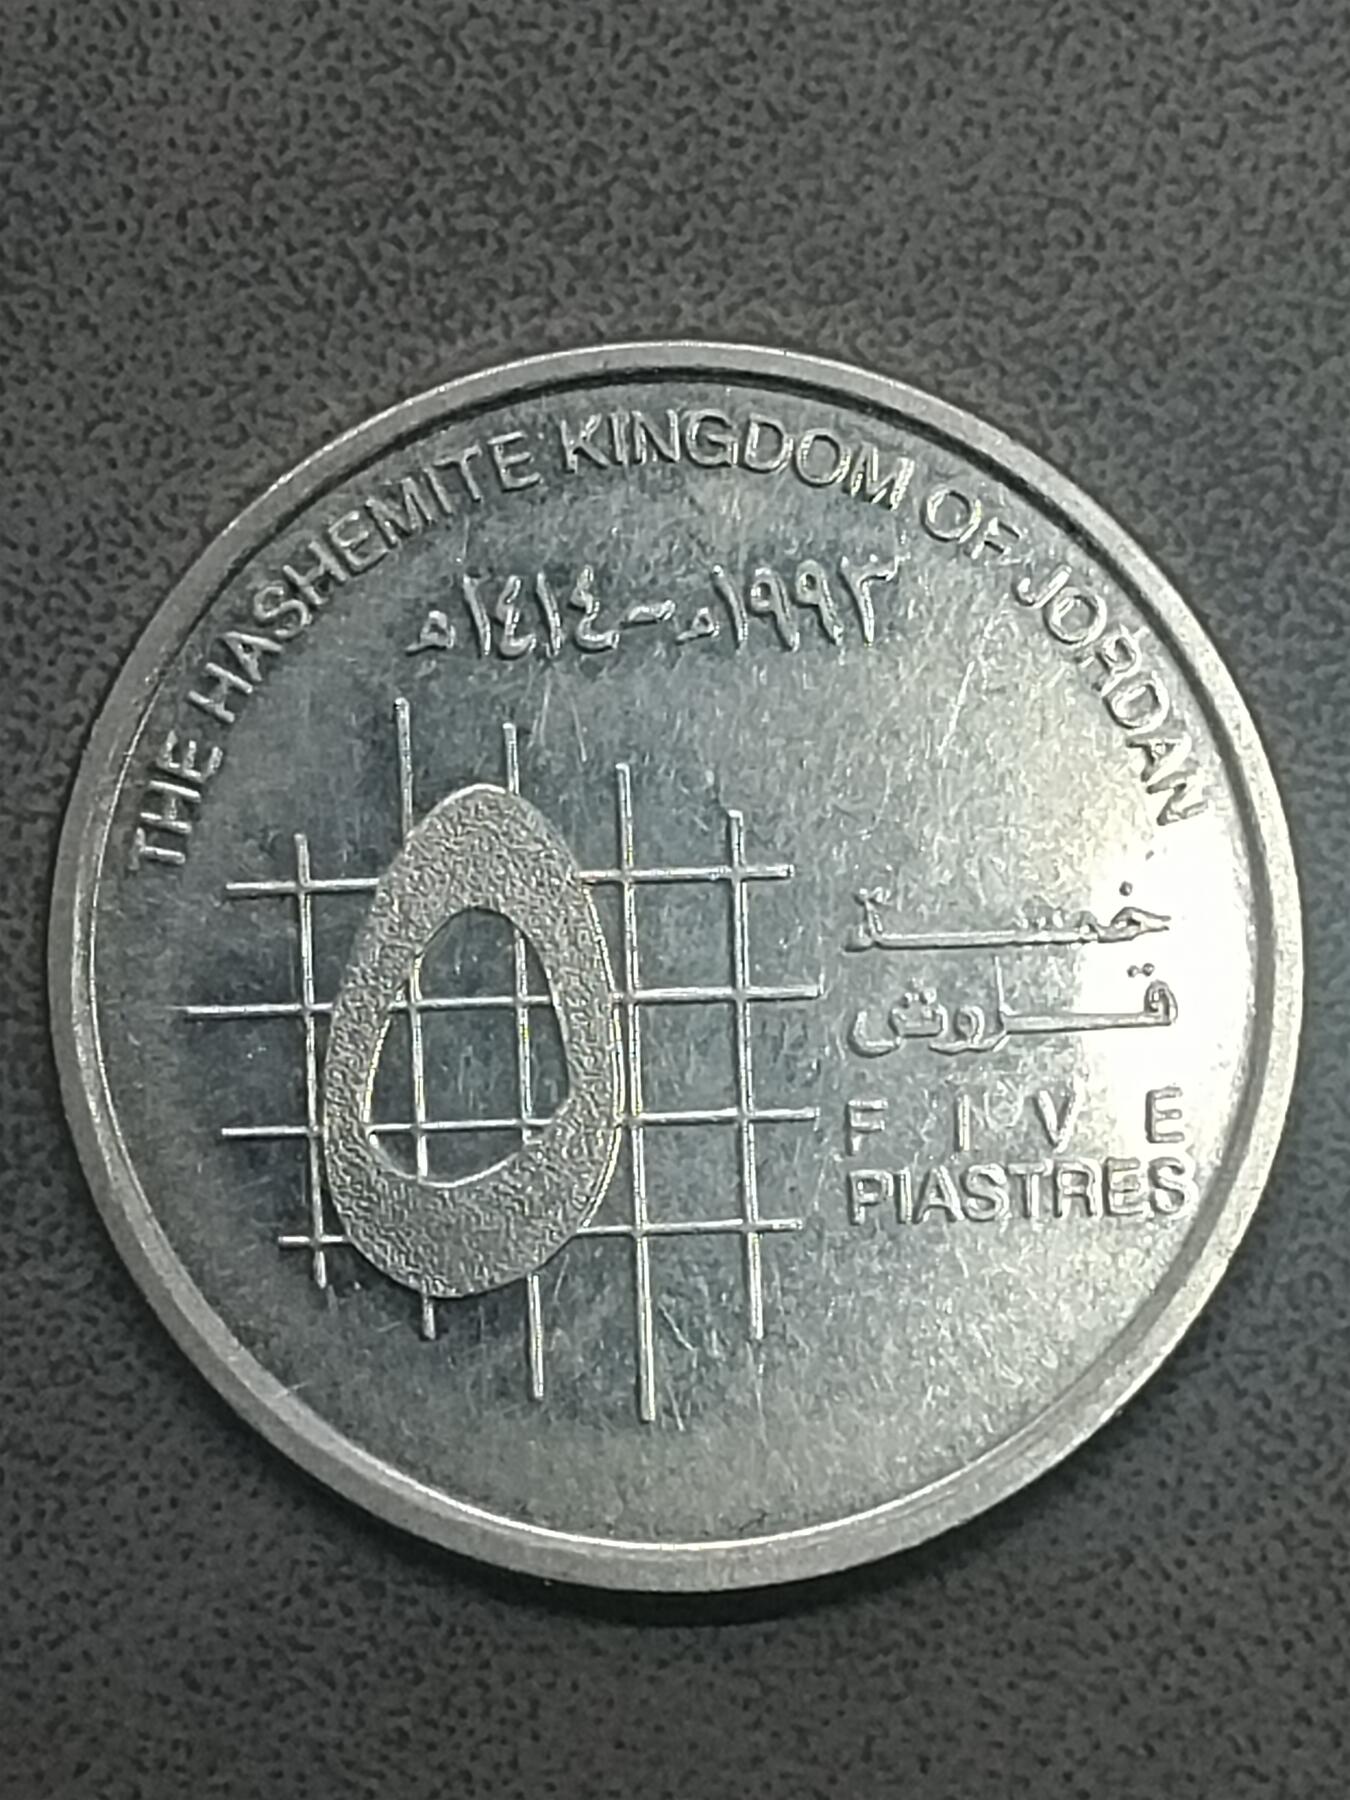 THE HASHEMITE KINGDOM OF JORDAN
١٤١٤هـ - ١٩٩٣م
٥
خمسة
قروش
FIVE
PIASTRES